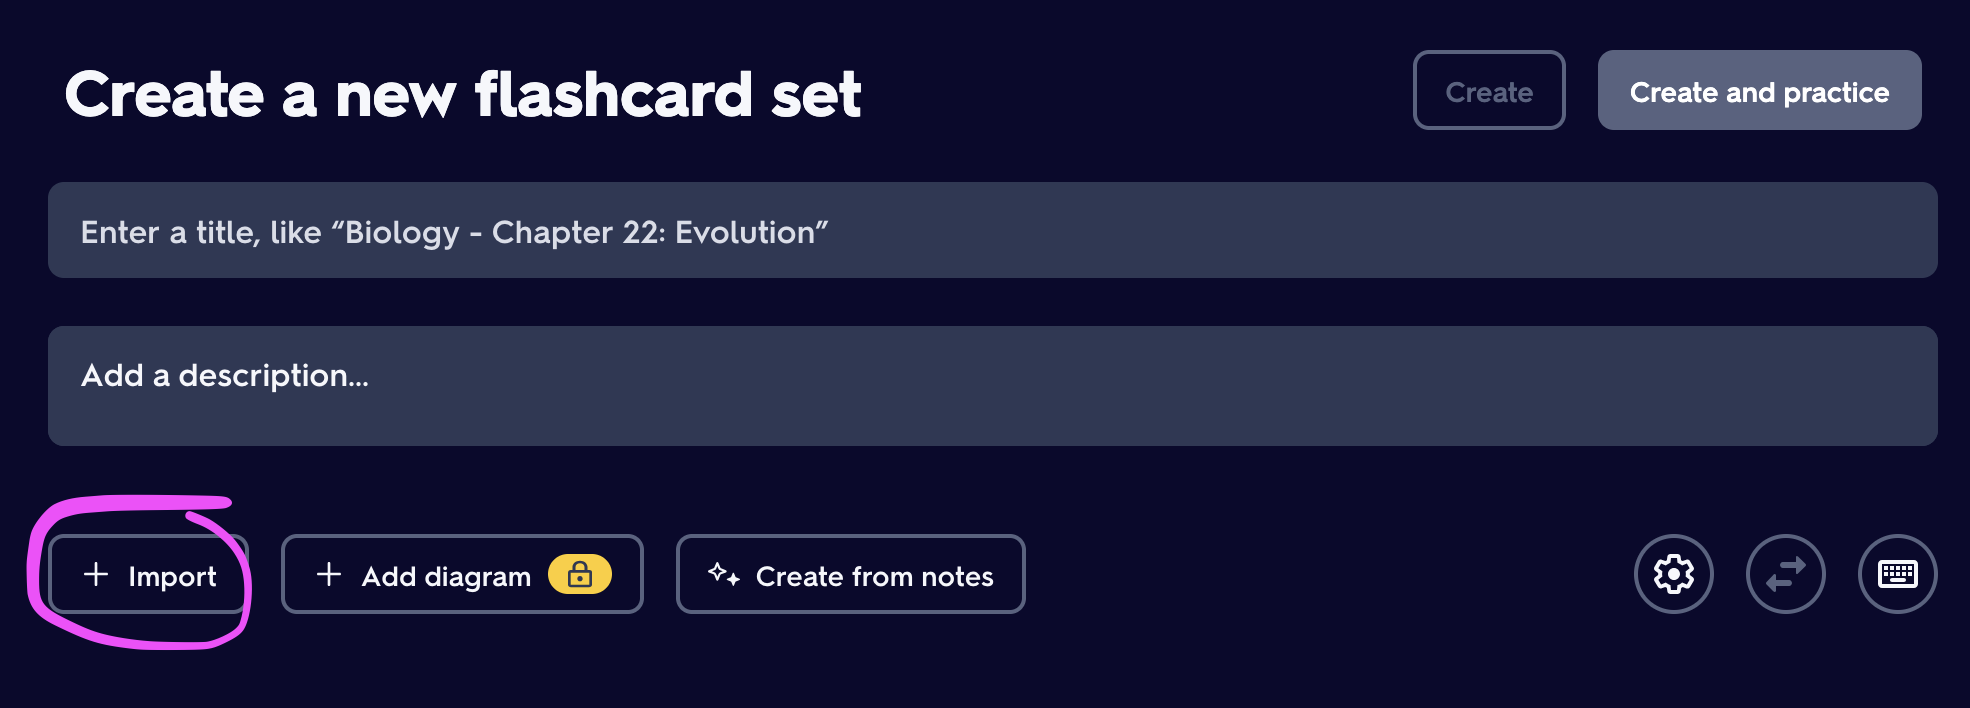 Create a new flashcard set
Create
Create and practice
Enter a title, like “Biology – Chapter 22: Evolution”
Add a description...
+ Import
+ Add diagram
Create from notes